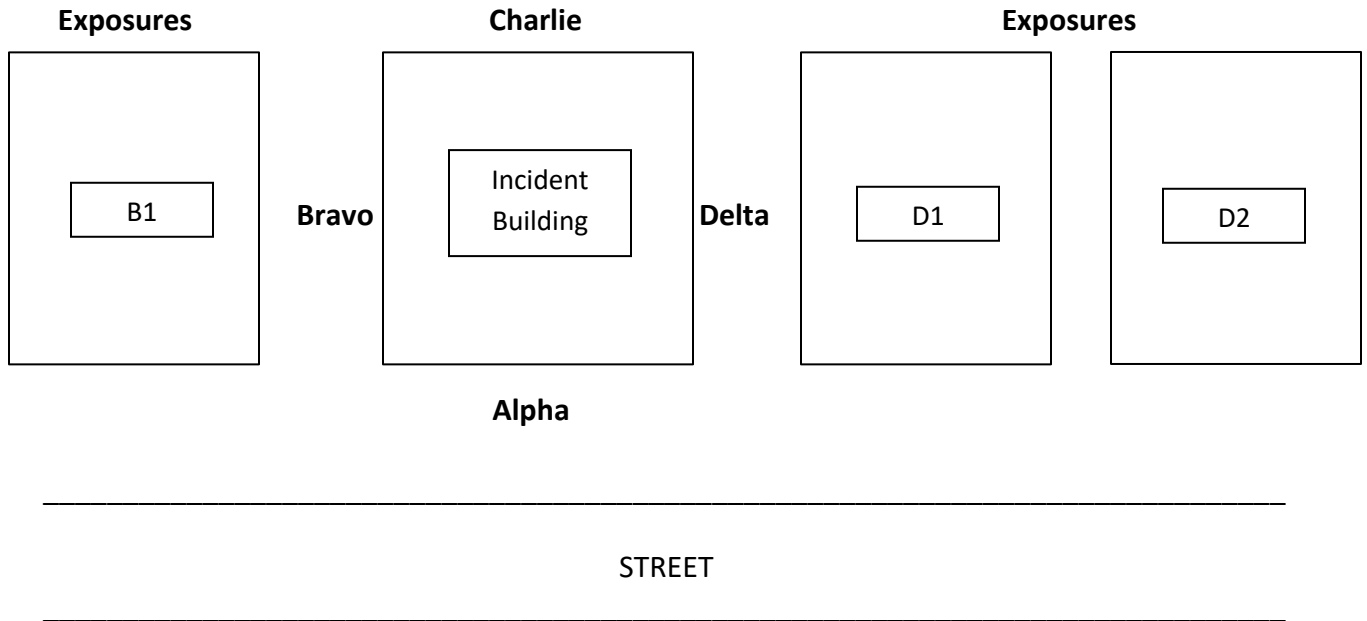 Exposures
Charlie
Exposures
B1
Bravo
Incident
Building
Delta
D1
D2
Alpha
STREET